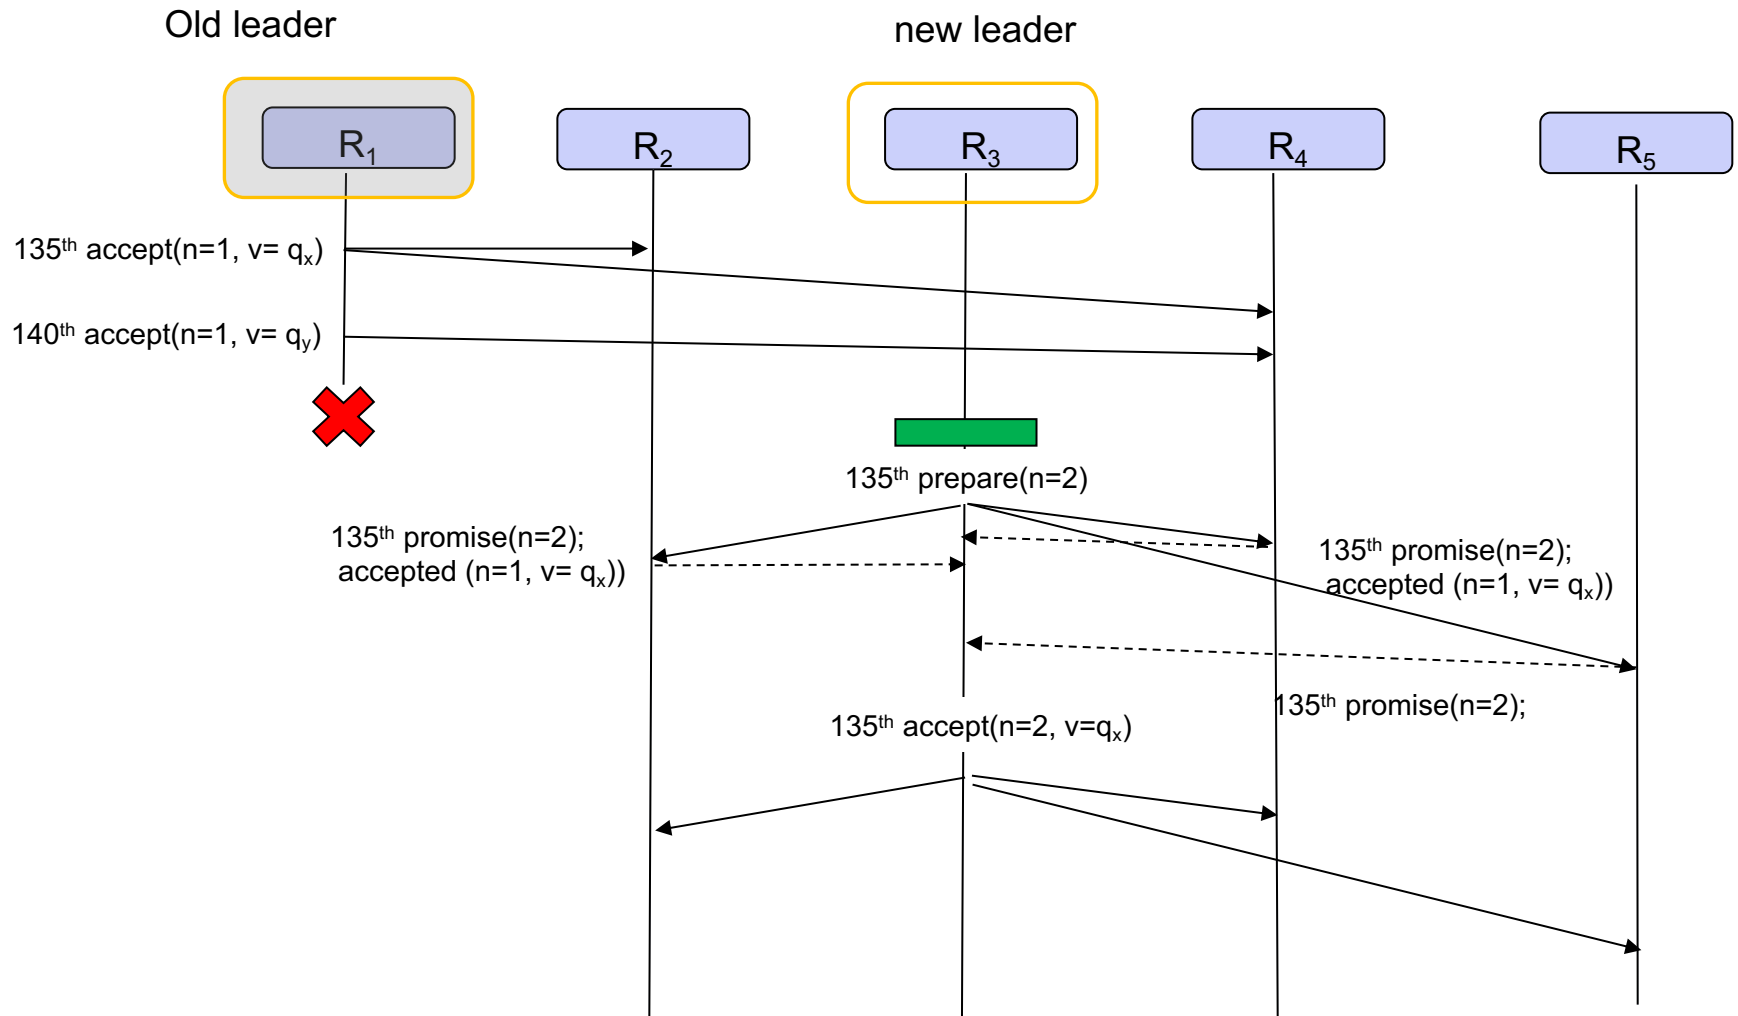 Old leader
new leader
R₁
R₂
R₃
R₄
R₅
135ᵗʰ accept(n=1, v= qₓ)
140ᵗʰ accept(n=1, v= qᵧ)
135ᵗʰ prepare(n=2)
135ᵗʰ promise(n=2);
accepted (n=1, v= qₓ))
135ᵗʰ promise(n=2);
accepted (n=1, v= qₓ))
135ᵗʰ promise(n=2);
135ᵗʰ accept(n=2, v=qₓ)